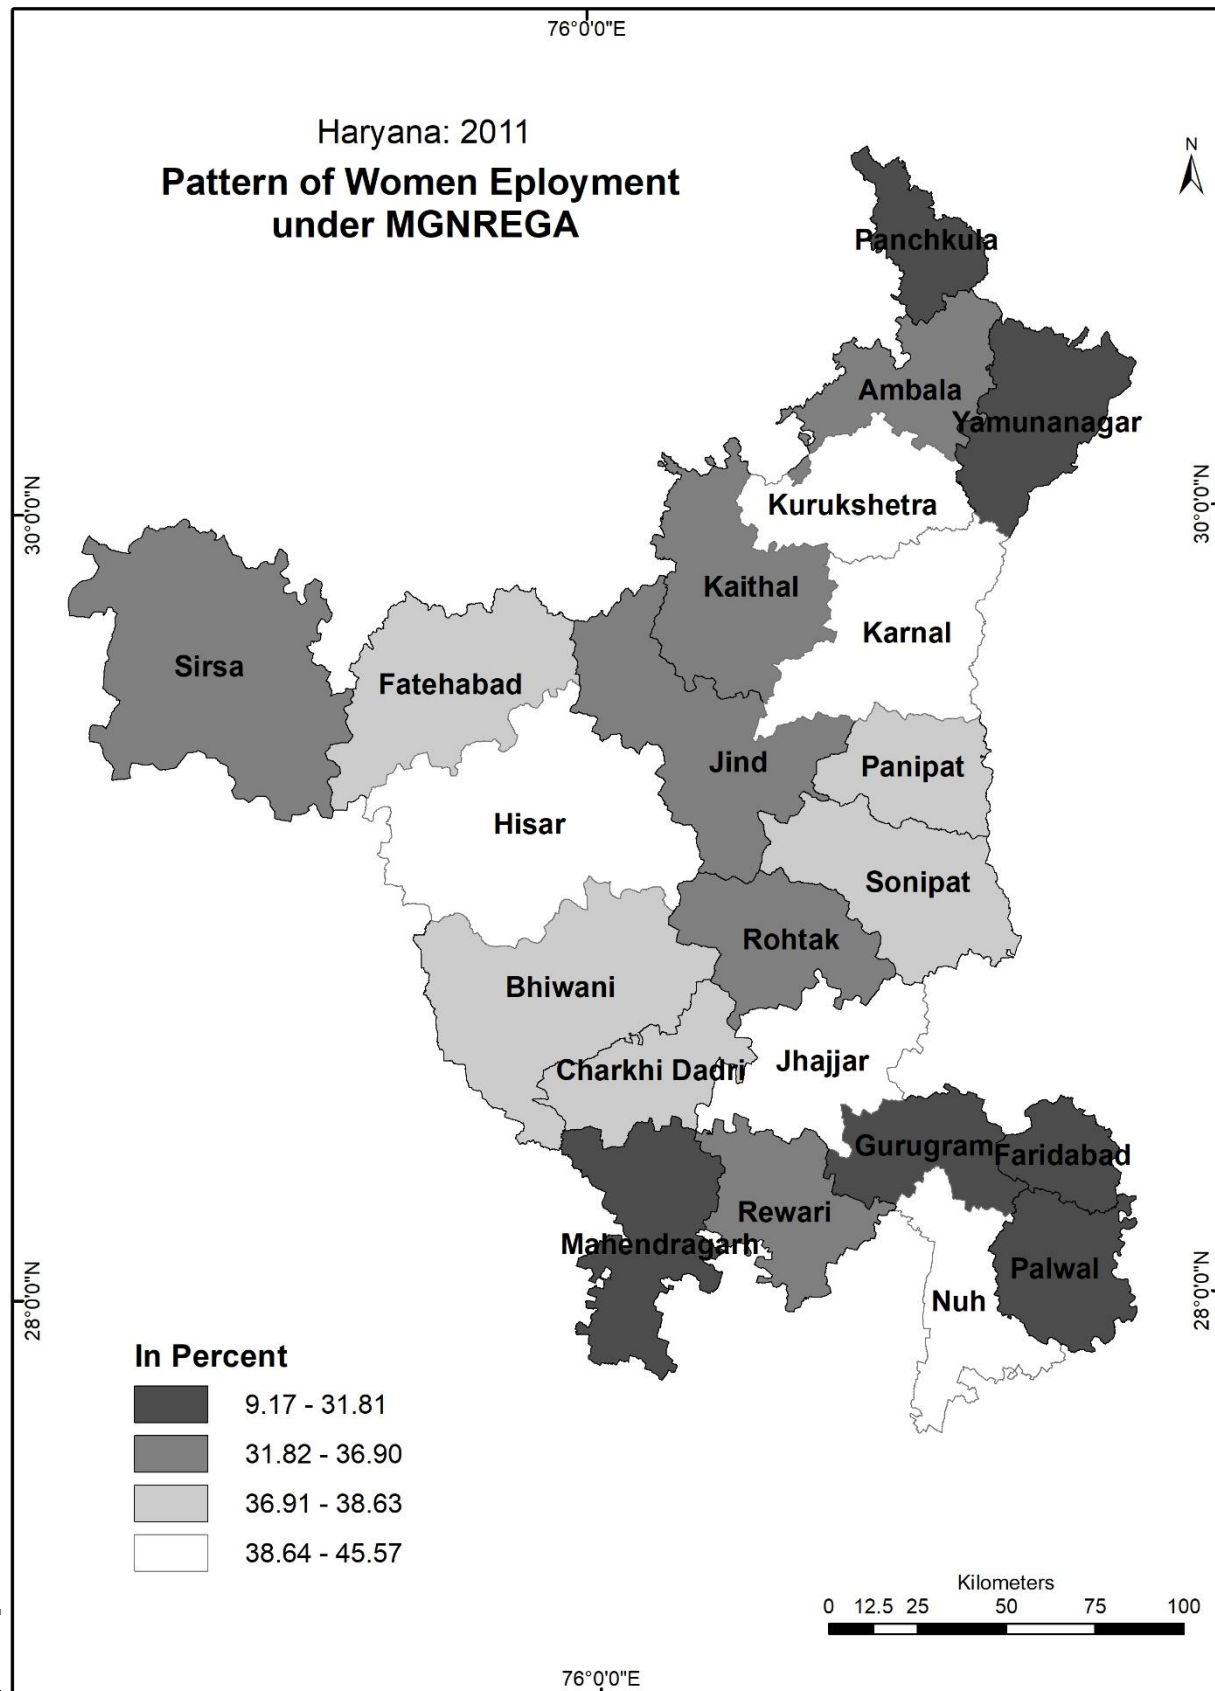 76°0'0"E
Haryana: 2011
Pattern of Women Eployment
under MGNREGA
N
Panchkula
Ambala
Yamunanagar
30°0'0"N
30°0'0"N
Kurukshetra
Kaithal
Karnal
Sirsa
Fatehabad
Jind
Panipat
Hisar
Sonipat
Rohtak
Bhiwani
Charkhi Dadri
Jhajjar
Gurugram
Faridabad
Rewari
Mahendragarh
Palwal
Nuh
28°0'0"N
28°0'0"N
In Percent
9.17 - 31.81
31.82 - 36.90
36.91 - 38.63
38.64 - 45.57
Kilometers
0 12.5 25 50 75 100
76°0'0"E